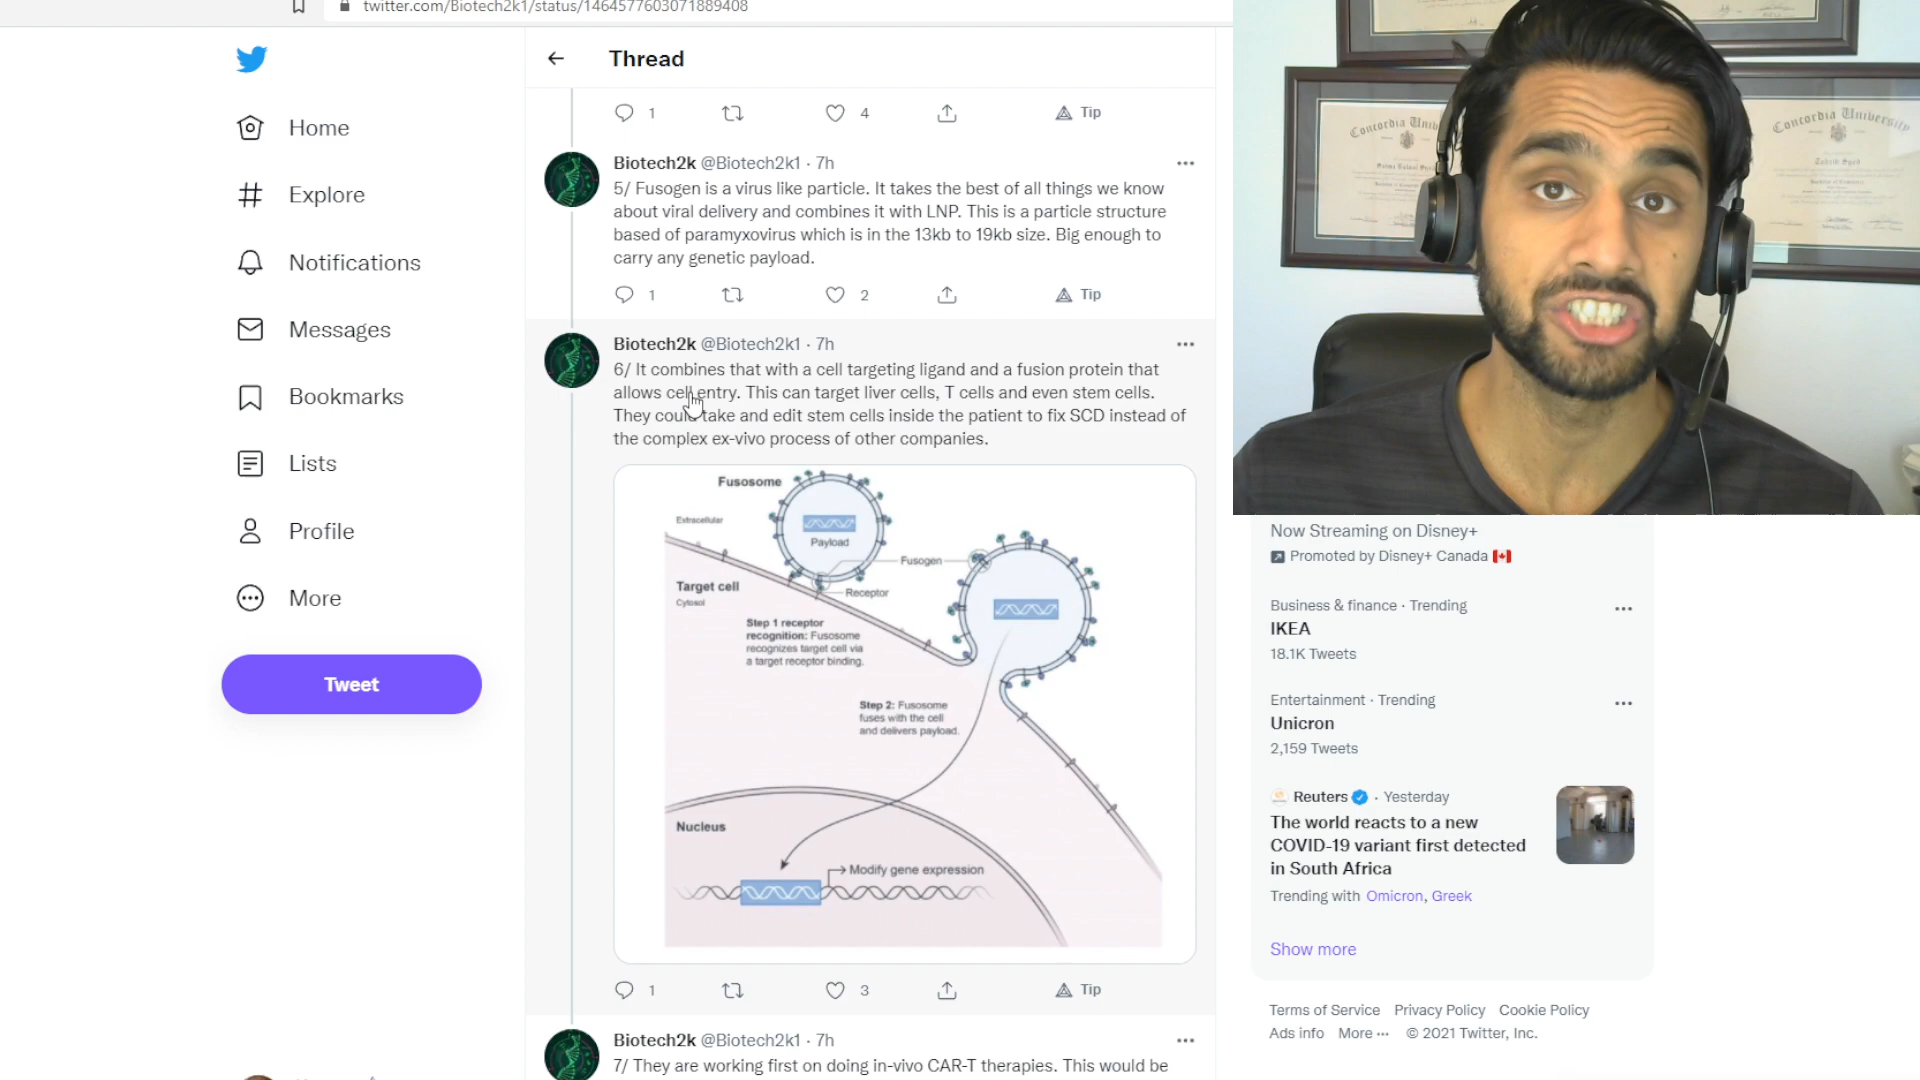 twitter.com/Biotech2k1/status/1464577603071889408
Home
Explore
Notifications
Messages
Bookmarks
Lists
Profile
More
Tweet
Thread
1
4
Tip
Biotech2k @Biotech2k1 · 7h
5/ Fusogen is a virus like particle. It takes the best of all things we know
about viral delivery and combines it with LNP. This is a particle structure
based of paramyxovirus which is in the 13kb to 19kb size. Big enough to
carry any genetic payload.
1
2
Tip
Biotech2k @Biotech2k1 · 7h
6/ It combines that with a cell targeting ligand and a fusion protein that
allows cell entry. This can target liver cells, T cells and even stem cells.
They could take and edit stem cells inside the patient to fix SCD instead of
the complex ex-vivo process of other companies.
Fusosome
Extracellular
Payload
Fusogen
Target cell
Cytosol
Receptor
Step 1 receptor
recognition: Fusosome
recognizes target cell via
a target receptor binding.
Step 2: Fusosome
fuses with the cell
and delivers payload.
Nucleus
Modify gene expression
1
3
Tip
Biotech2k @Biotech2k1 · 7h
7/ They are working first on doing in-vivo CAR-T therapies. This would be
Concordia University
Now Streaming on Disney+
Promoted by Disney+ Canada
Business & finance · Trending
IKEA
18.1K Tweets
Entertainment · Trending
Unicron
2,159 Tweets
Reuters · Yesterday
The world reacts to a new
COVID-19 variant first detected
in South Africa
Trending with Omicron, Greek
Show more
Terms of Service Privacy Policy Cookie Policy
Ads info More ··· © 2021 Twitter, Inc.